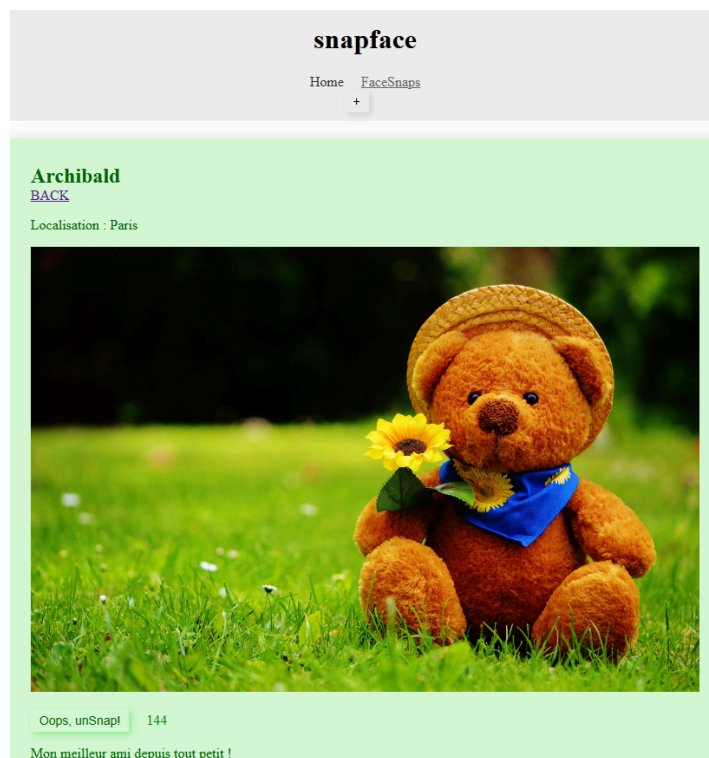 snapface
Home FaceSnaps
+
Archibald
BACK
Localisation : Paris
Oops, unSnap! 144
Mon meilleur ami depuis tout petit !